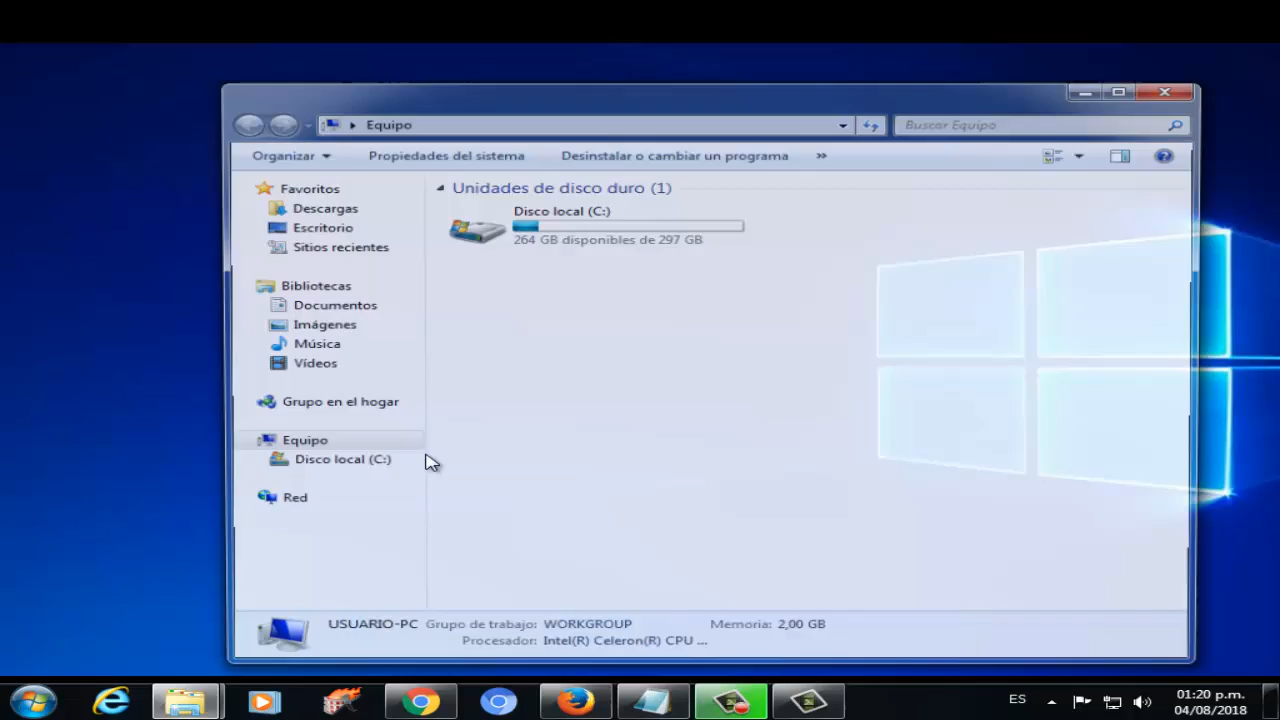 Equipo
Buscar Equipo
Organizar
Propiedades del sistema
Desinstalar o cambiar un programa
»
Favoritos
Descargas
Escritorio
Sitios recientes
Bibliotecas
Documentos
Imágenes
Música
Vídeos
Grupo en el hogar
Equipo
Disco local (C:)
Red
Unidades de disco duro (1)
Disco local (C:)
264 GB disponibles de 297 GB
USUARIO-PC Grupo de trabajo: WORKGROUP Memoria: 2,00 GB
Procesador: Intel(R) Celeron(R) CPU ...
ES
01:20 p.m.
04/08/2018